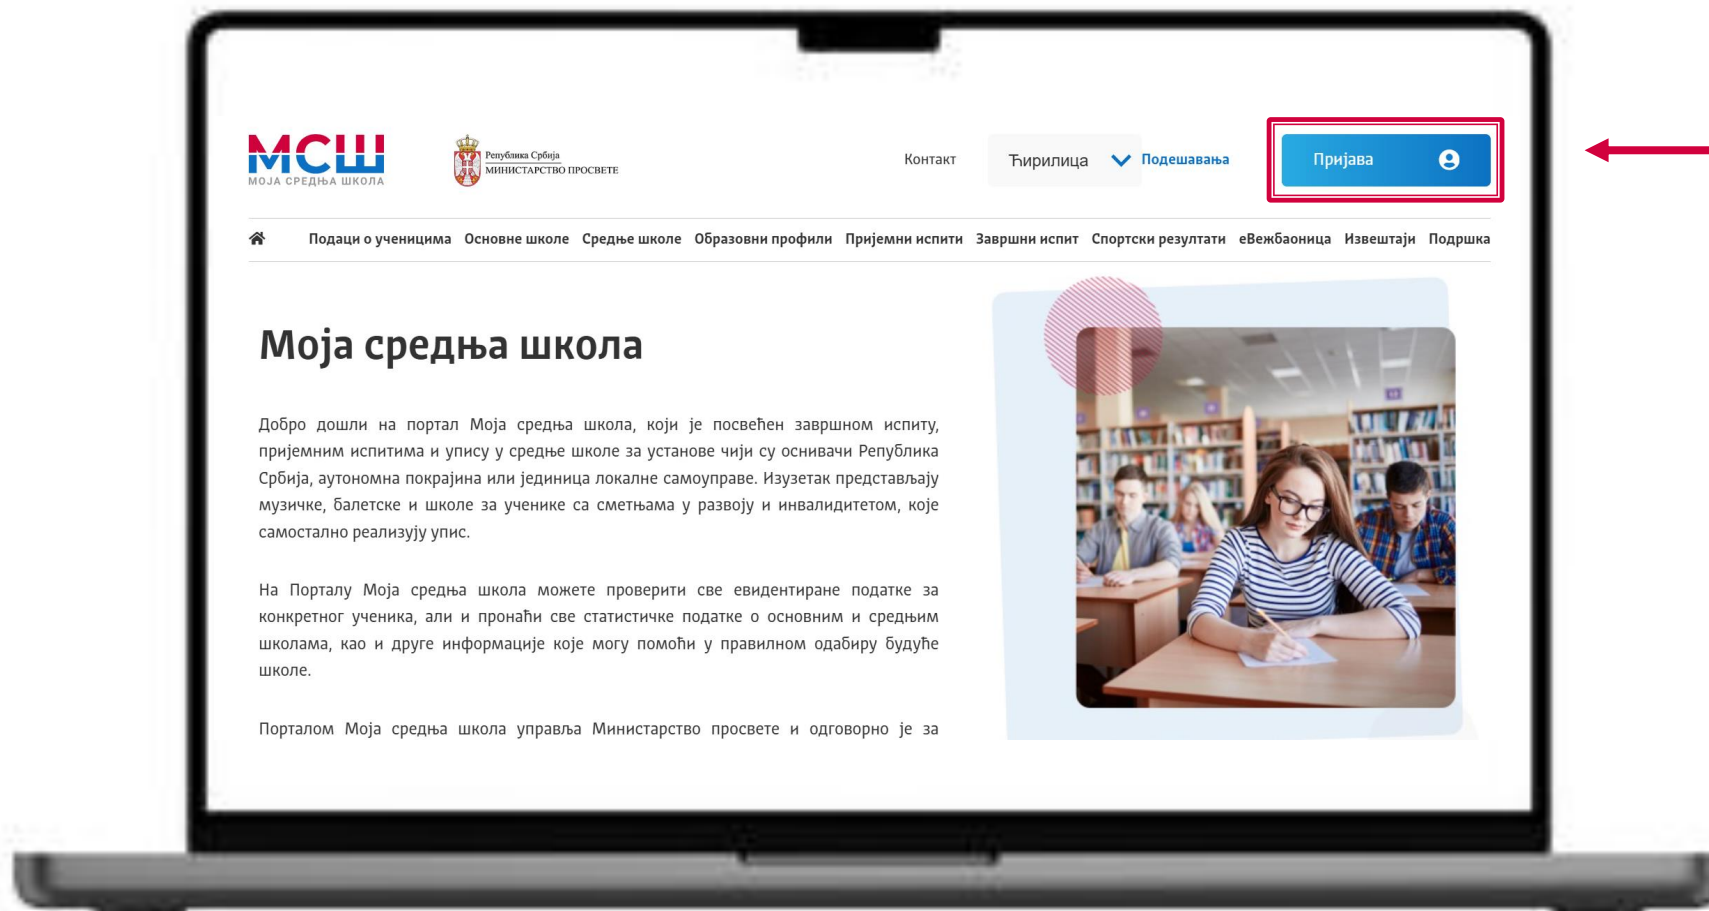 МСШ
МОЈА СРЕДЊА ШКОЛА
Република Србија
МИНИСТАРСТВО ПРОСВЕТЕ
Контакт
Ћирилица
Подешавања
Пријава
Подаци о ученицима Основне школе Средње школе Образовни профили Пријемни испити Завршни испит Спортски резултати еВежбаоница Извештаји Подршка
Моја средња школа
Добро дошли на портал Моја средња школа, који је посвећен завршном испиту,
пријемним испитима и упису у средње школе за установе чији су оснивачи Република
Србија, аутономна покрајина или јединица локалне самоуправе. Изузетак представљају
музичке, балетске и школе за ученике са сметњама у развоју и инвалидитетом, које
самостално реализују упис.
На Порталу Моја средња школа можете проверити све евидентиране податке за
конкретног ученика, али и пронаћи све статистичке податке о основним и средњим
школама, као и друге информације које могу помоћи у правилном одабиру будуће
школе.
Порталом Моја средња школа управља Министарство просвете и одговорно је за